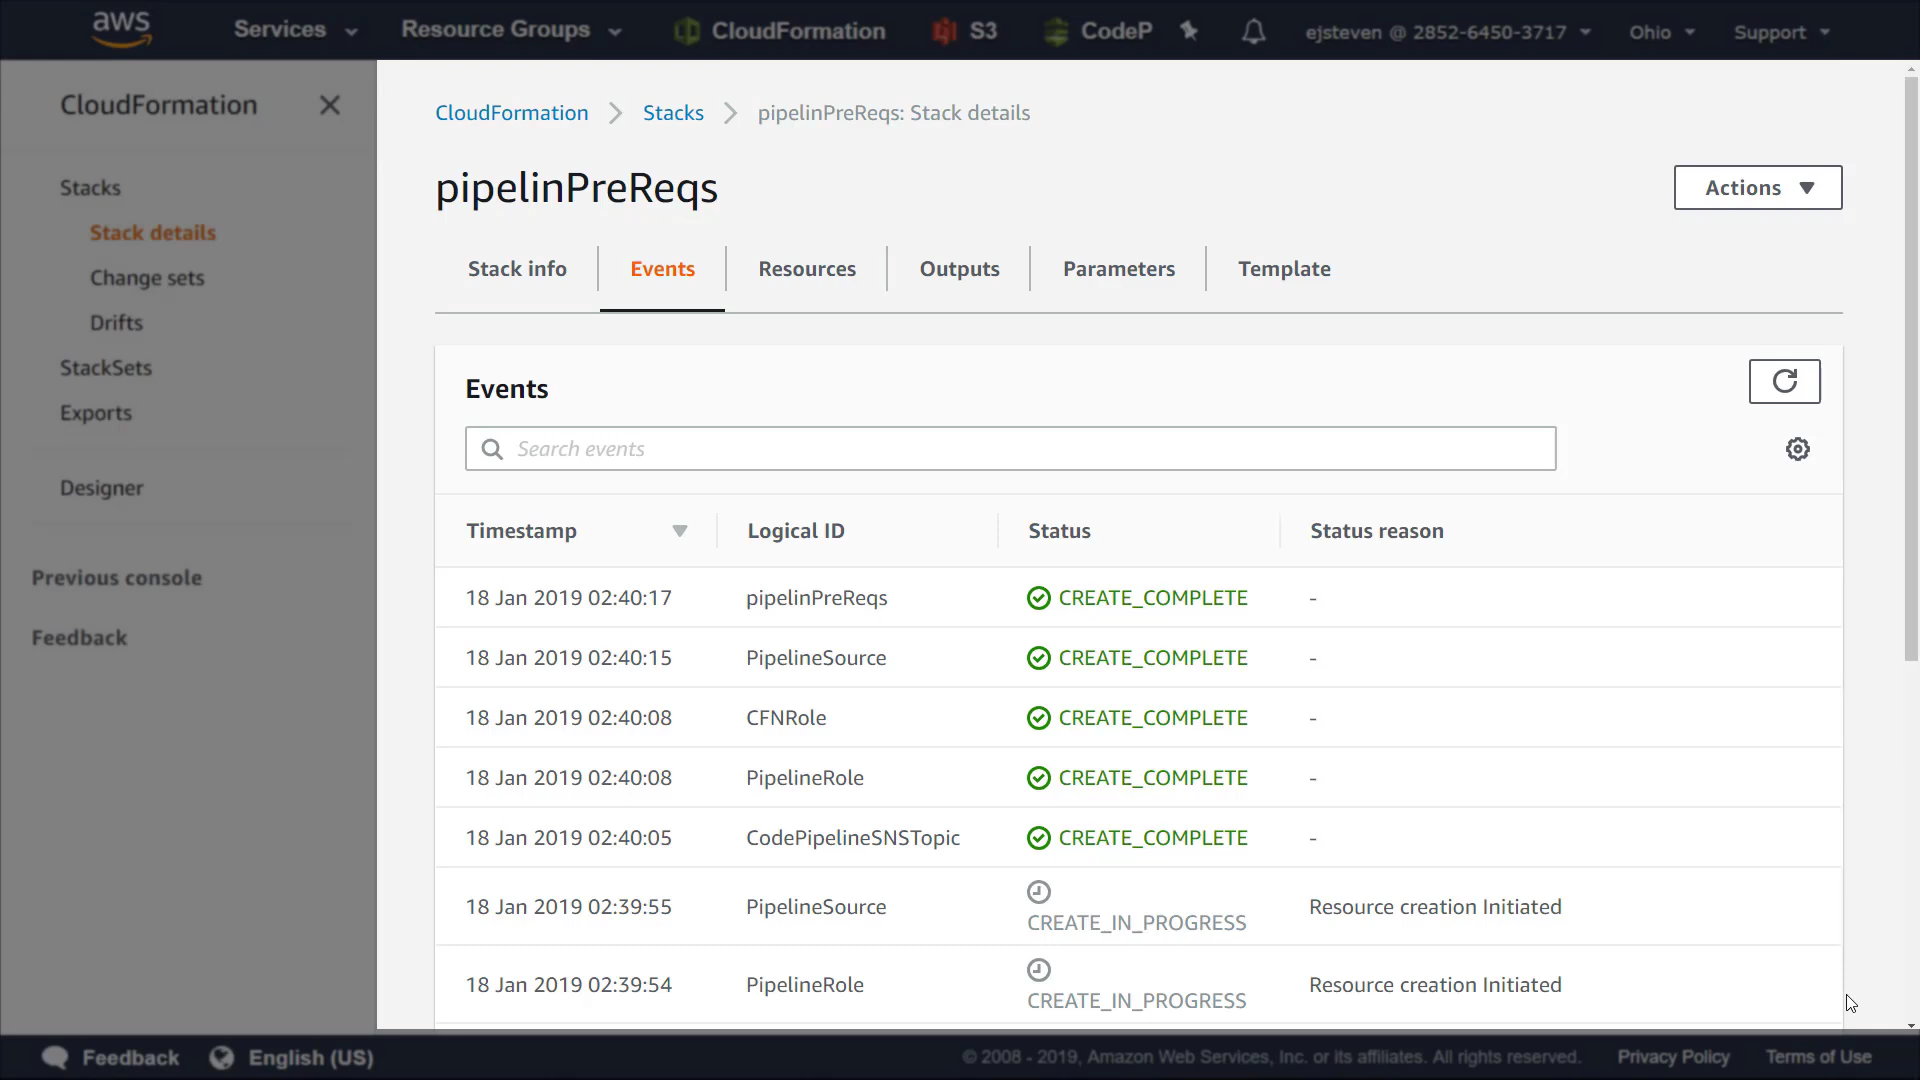 aws Services Resource Groups CloudFormation S3 CodeP ejsteven @ 2852-6450-3717 Ohio Support
CloudFormation
Stacks
Stack details
Change sets
Drifts
StackSets
Exports
Designer
Previous console
Feedback
CloudFormation Stacks pipelinPreReqs: Stack details
pipelinPreReqs
Actions
Stack info Events Resources Outputs Parameters Template
Events
Search events
Timestamp Logical ID Status Status reason
18 Jan 2019 02:40:17 pipelinPreReqs CREATE_COMPLETE -
18 Jan 2019 02:40:15 PipelineSource CREATE_COMPLETE -
18 Jan 2019 02:40:08 CFNRole CREATE_COMPLETE -
18 Jan 2019 02:40:08 PipelineRole CREATE_COMPLETE -
18 Jan 2019 02:40:05 CodePipelineSNSTopic CREATE_COMPLETE -
18 Jan 2019 02:39:55 PipelineSource CREATE_IN_PROGRESS Resource creation Initiated
18 Jan 2019 02:39:54 PipelineRole CREATE_IN_PROGRESS Resource creation Initiated
Feedback English (US) © 2008 - 2019, Amazon Web Services, Inc. or its affiliates. All rights reserved. Privacy Policy Terms of Use